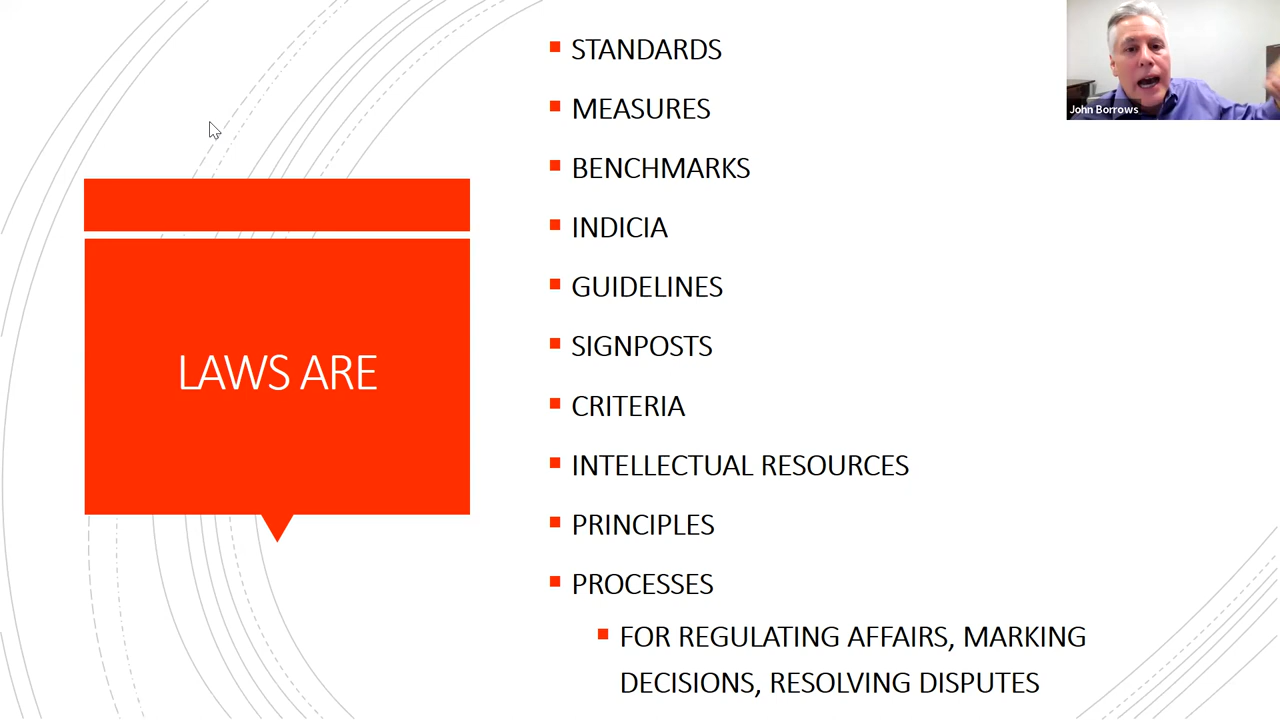 STANDARDS
MEASURES
BENCHMARKS
INDICIA
GUIDELINES
SIGNPOSTS
CRITERIA
INTELLECTUAL RESOURCES
PRINCIPLES
PROCESSES
FOR REGULATING AFFAIRS, MARKING
DECISIONS, RESOLVING DISPUTES
LAWS ARE
John Borrows